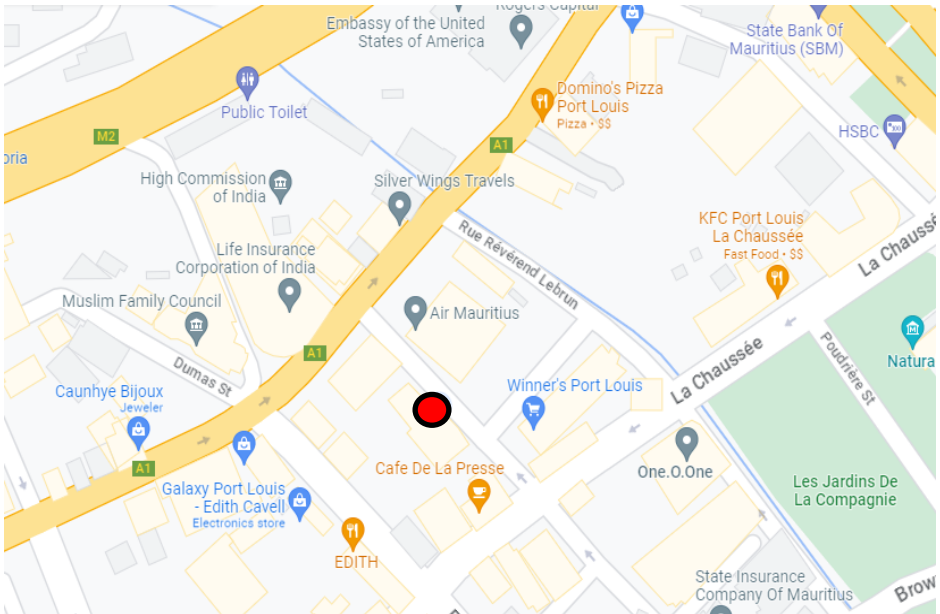 Rogers Capital
Embassy of the United
States of America
State Bank Of
Mauritius (SBM)
Public Toilet
Domino's Pizza
Port Louis
Pizza • $$
HSBC
M2
A1
oria
High Commission
of India
Silver Wings Travels
KFC Port Louis
La Chaussée
Fast Food • $$
La Chaussé
Rue Révérend Lebrun
Life Insurance
Corporation of India
Muslim Family Council
Air Mauritius
Natura
Poudrière St
A1
La Chaussée
Dumas St
Caunhye Bijoux
Jeweler
Winner's Port Louis
A1
Cafe De La Presse
One.O.One
Galaxy Port Louis
- Edith Cavell
Electronics store
Les Jardins De
La Compagnie
EDITH
State Insurance
Company Of Mauritius
Brow